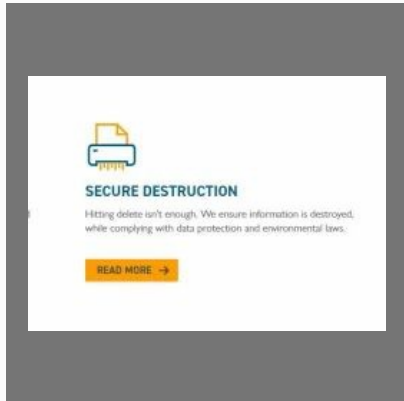 SECURE DESTRUCTION
Hitting delete isn't enough. We ensure information is destroyed,
while complying with data protection and environmental laws.
READ MORE →